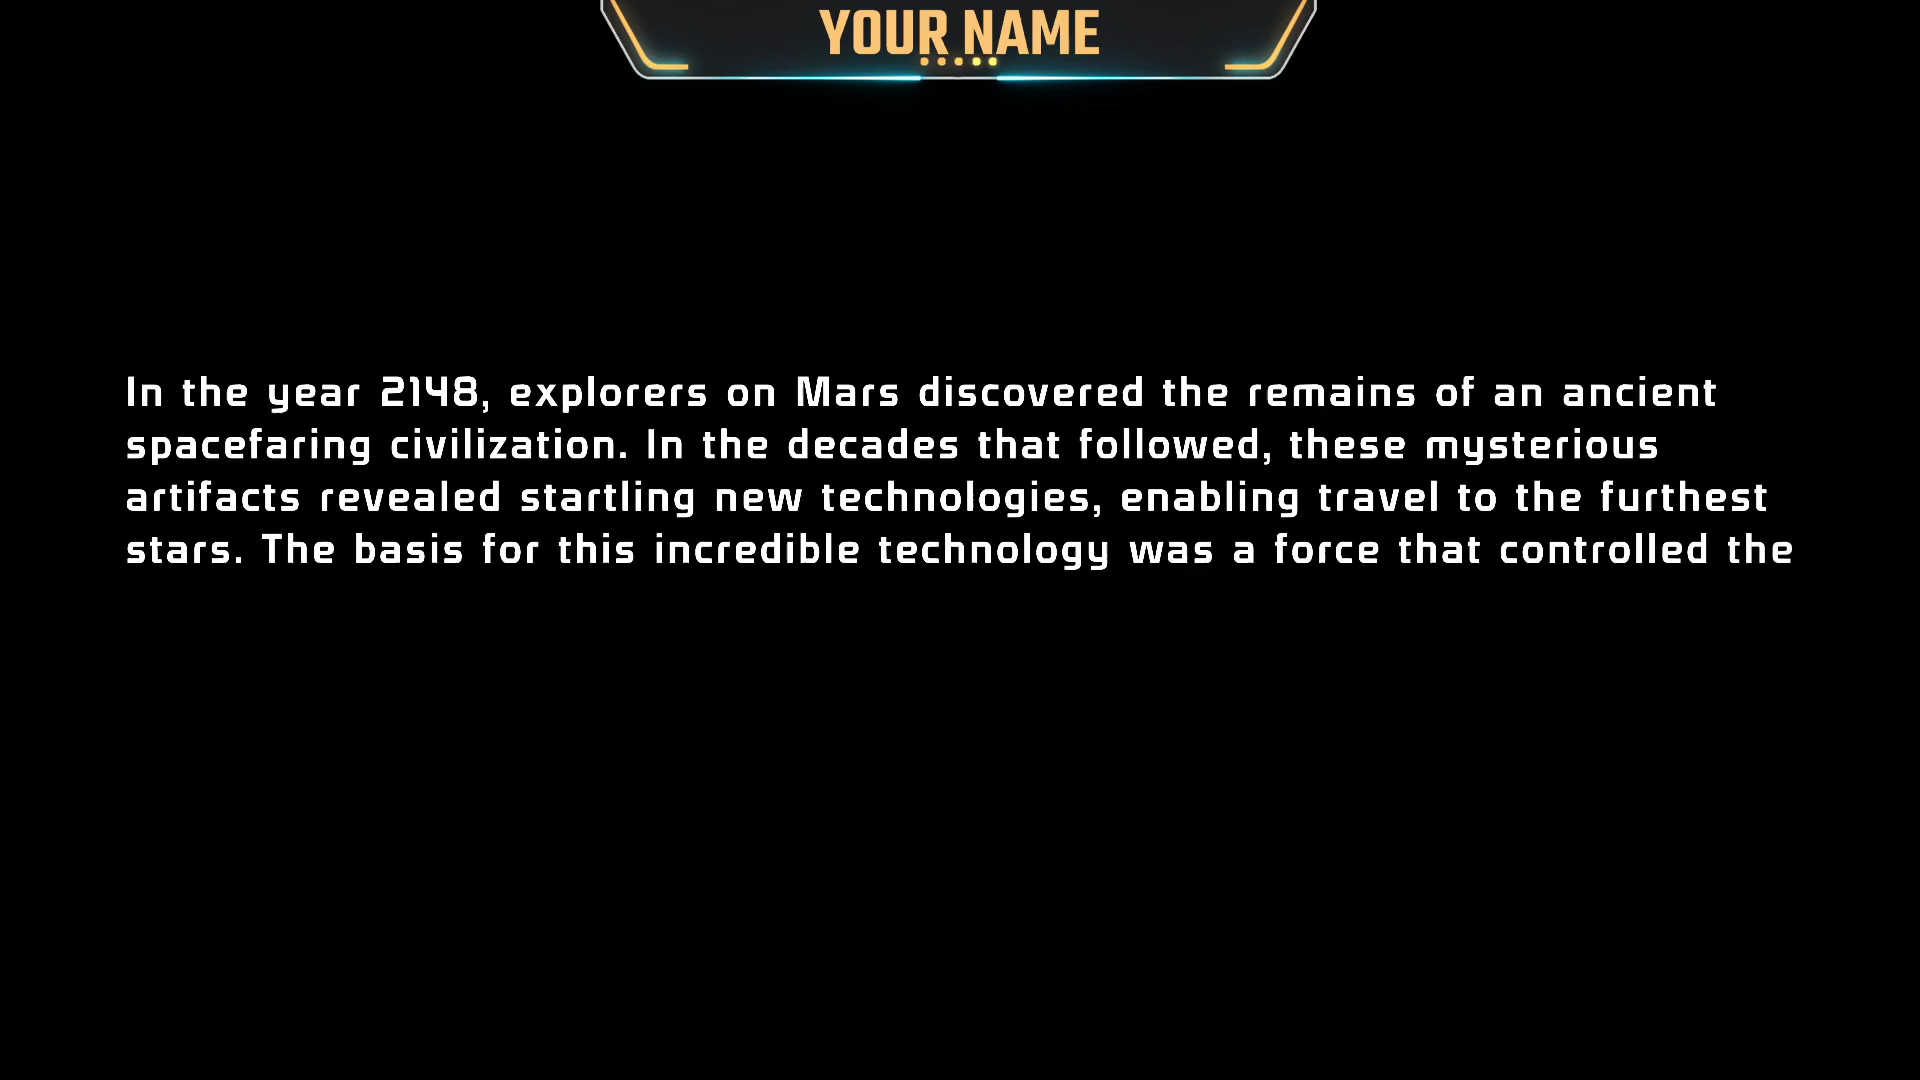 YOUR NAME
In the year 2148, explorers on Mars discovered the remains of an ancient
spacefaring civilization. In the decades that followed, these mysterious
artifacts revealed startling new technologies, enabling travel to the furthest
stars. The basis for this incredible technology was a force that controlled the